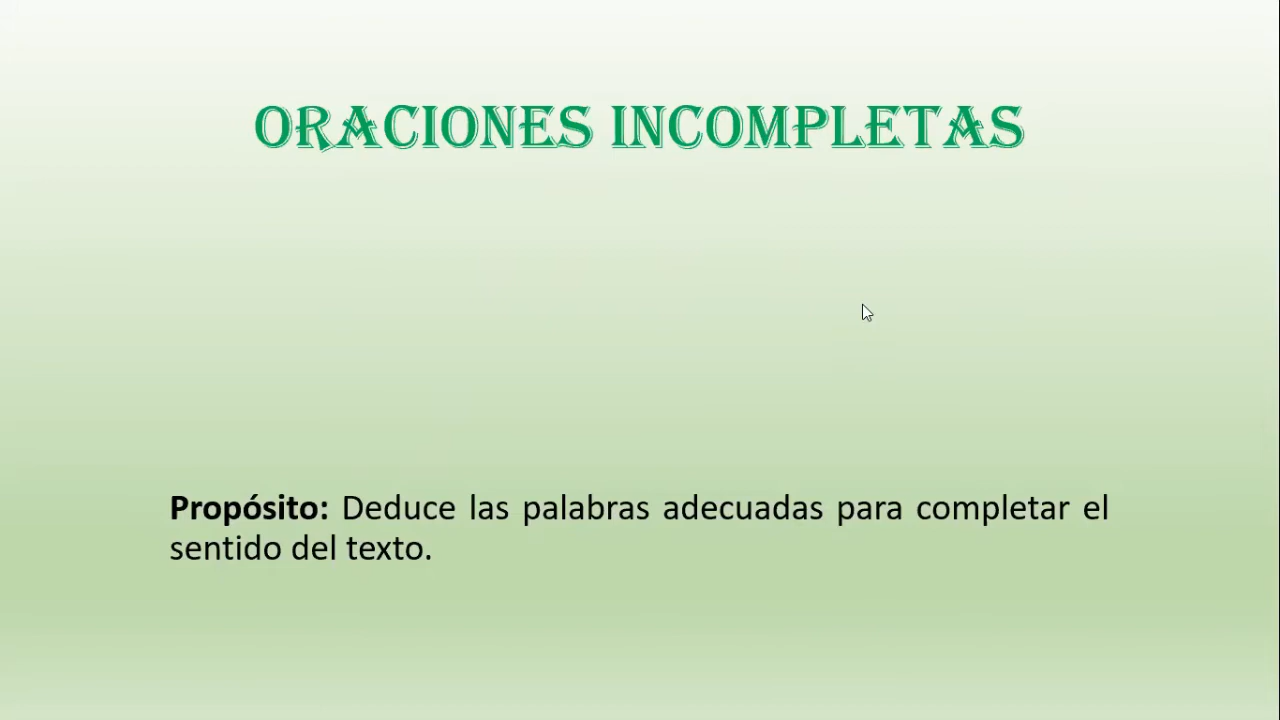 ORACIONES INCOMPLETAS
Propósito: Deduce las palabras adecuadas para completar el
sentido del texto.